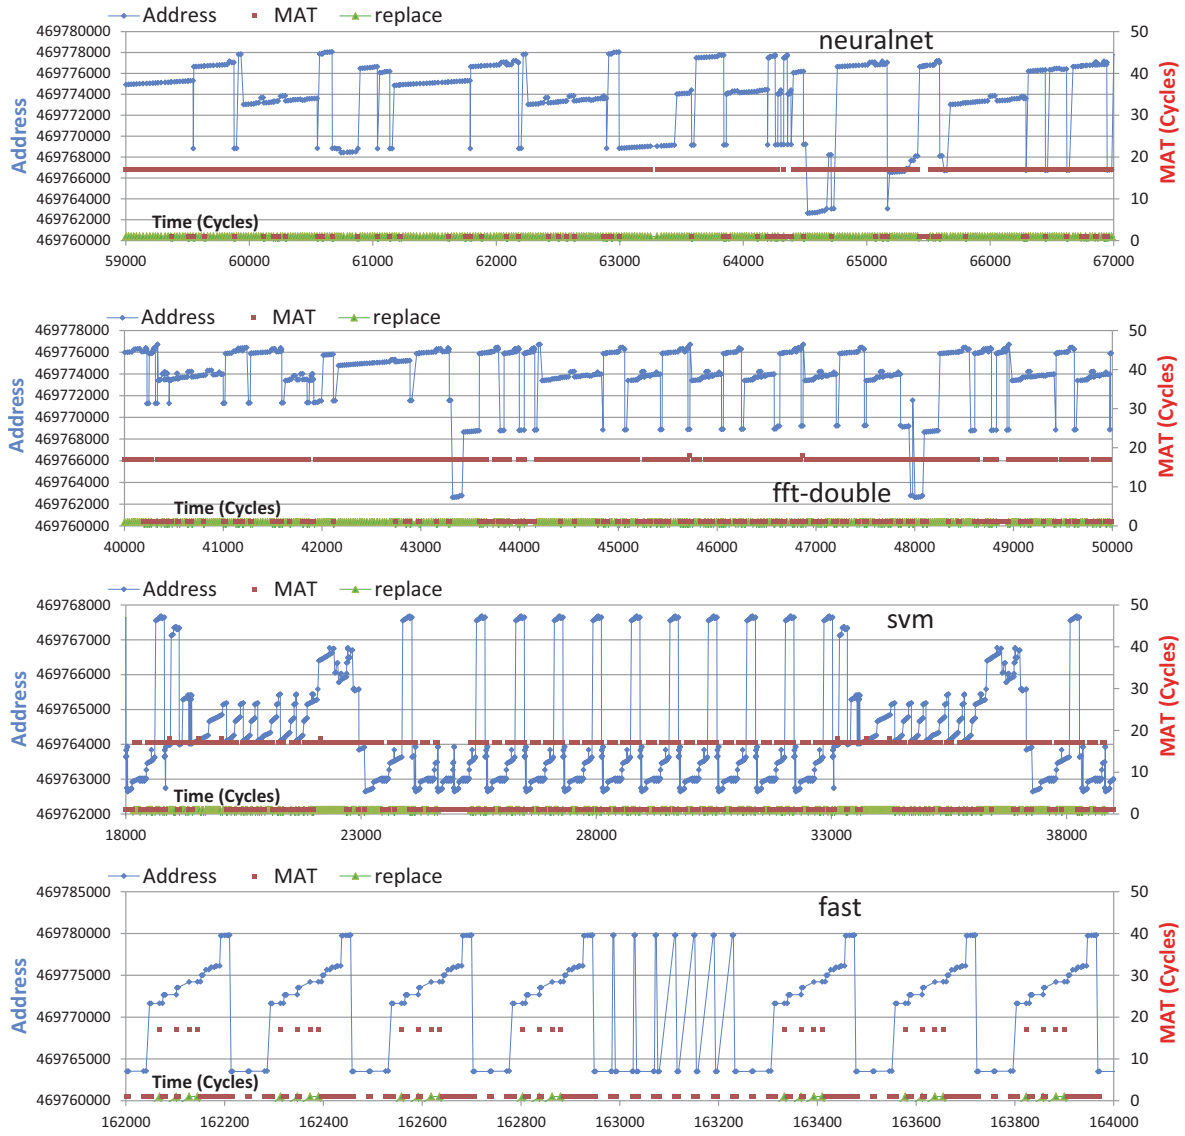 Address MAT replace
neuralnet
469780000
469778000
469776000
469774000
469772000
469770000
469768000
469766000
469764000
469762000
469760000
50
40
30
20
10
0
Address
MAT (Cycles)
Time (Cycles)
59000 60000 61000 62000 63000 64000 65000 66000 67000
Address MAT replace
469778000
469776000
469774000
469772000
469770000
469768000
469766000
469764000
469762000
469760000
50
40
30
20
10
0
Address
MAT (Cycles)
fft-double
Time (Cycles)
40000 41000 42000 43000 44000 45000 46000 47000 48000 49000 50000
Address MAT replace
svm
469768000
469767000
469766000
469765000
469764000
469763000
469762000
50
40
30
20
10
0
Address
MAT (Cycles)
Time (Cycles)
18000 23000 28000 33000 38000
Address MAT replace
fast
469785000
469780000
469775000
469770000
469765000
469760000
50
40
30
20
10
0
Address
MAT (Cycles)
Time (Cycles)
162000 162200 162400 162600 162800 163000 163200 163400 163600 163800 164000